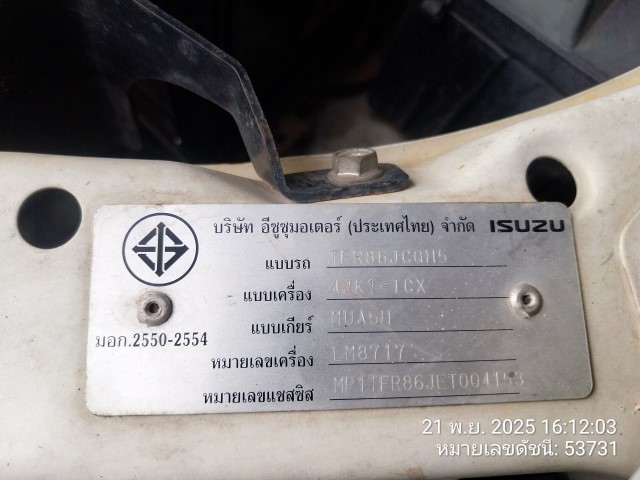 บริษัท อีซูซุมอเตอร์ (ประเทศไทย) จำกัด ISUZU
แบบรถ TFR86JCQM5
แบบเครื่อง 4JK1-TCX
แบบเกียร์ MUA5H
มอก.2550-2554
หมายเลขเครื่อง LM8717
หมายเลขแชสซิส MP1TFR86JET004153
21 พ.ย. 2025 16:12:03
หมายเลขดัชนี: 53731